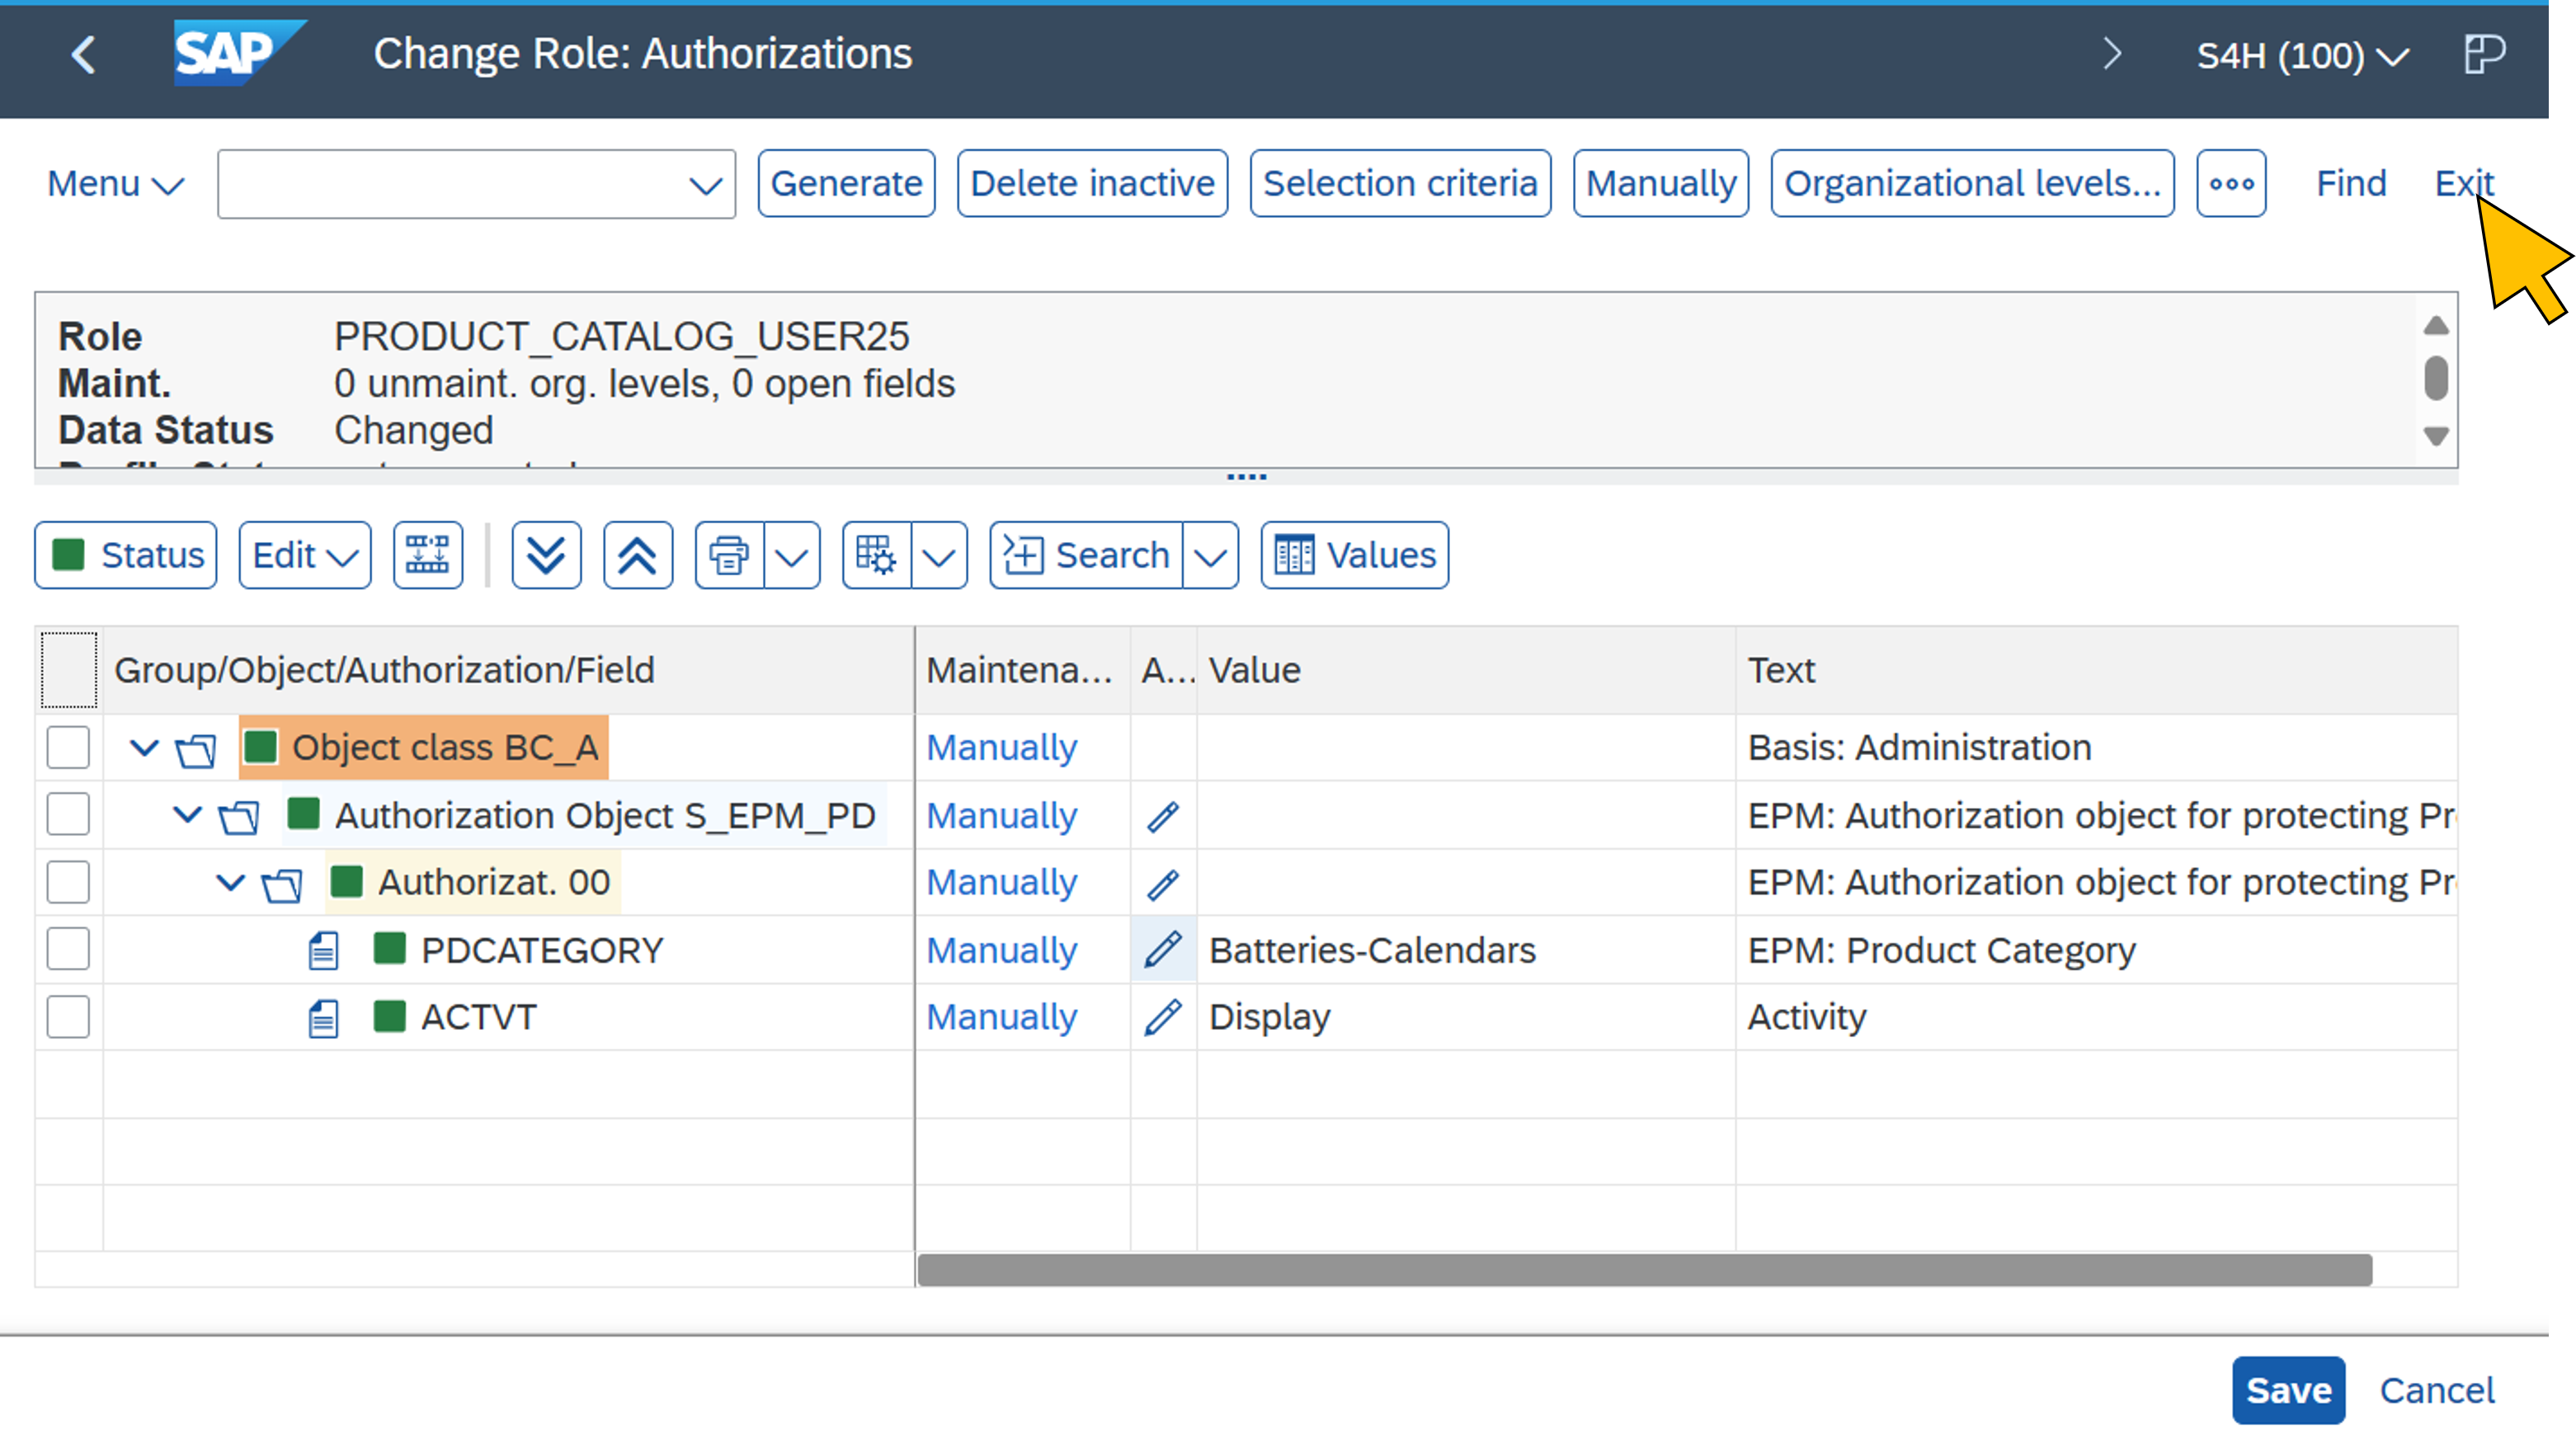 SAP Change Role: Authorizations S4H (100)
Menu Generate Delete inactive Selection criteria Manually Organizational levels... Find Exit
Role PRODUCT_CATALOG_USER25
Maint. 0 unmaint. org. levels, 0 open fields
Data Status Changed
Status Edit Search Values
Group/Object/Authorization/Field Maintena... A... Value Text
Object class BC_A Manually Basis: Administration
Authorization Object S_EPM_PD Manually EPM: Authorization object for protecting Pr
Authorizat. 00 Manually EPM: Authorization object for protecting Pr
PDCATEGORY Manually Batteries-Calendars EPM: Product Category
ACTVT Manually Display Activity
Save Cancel